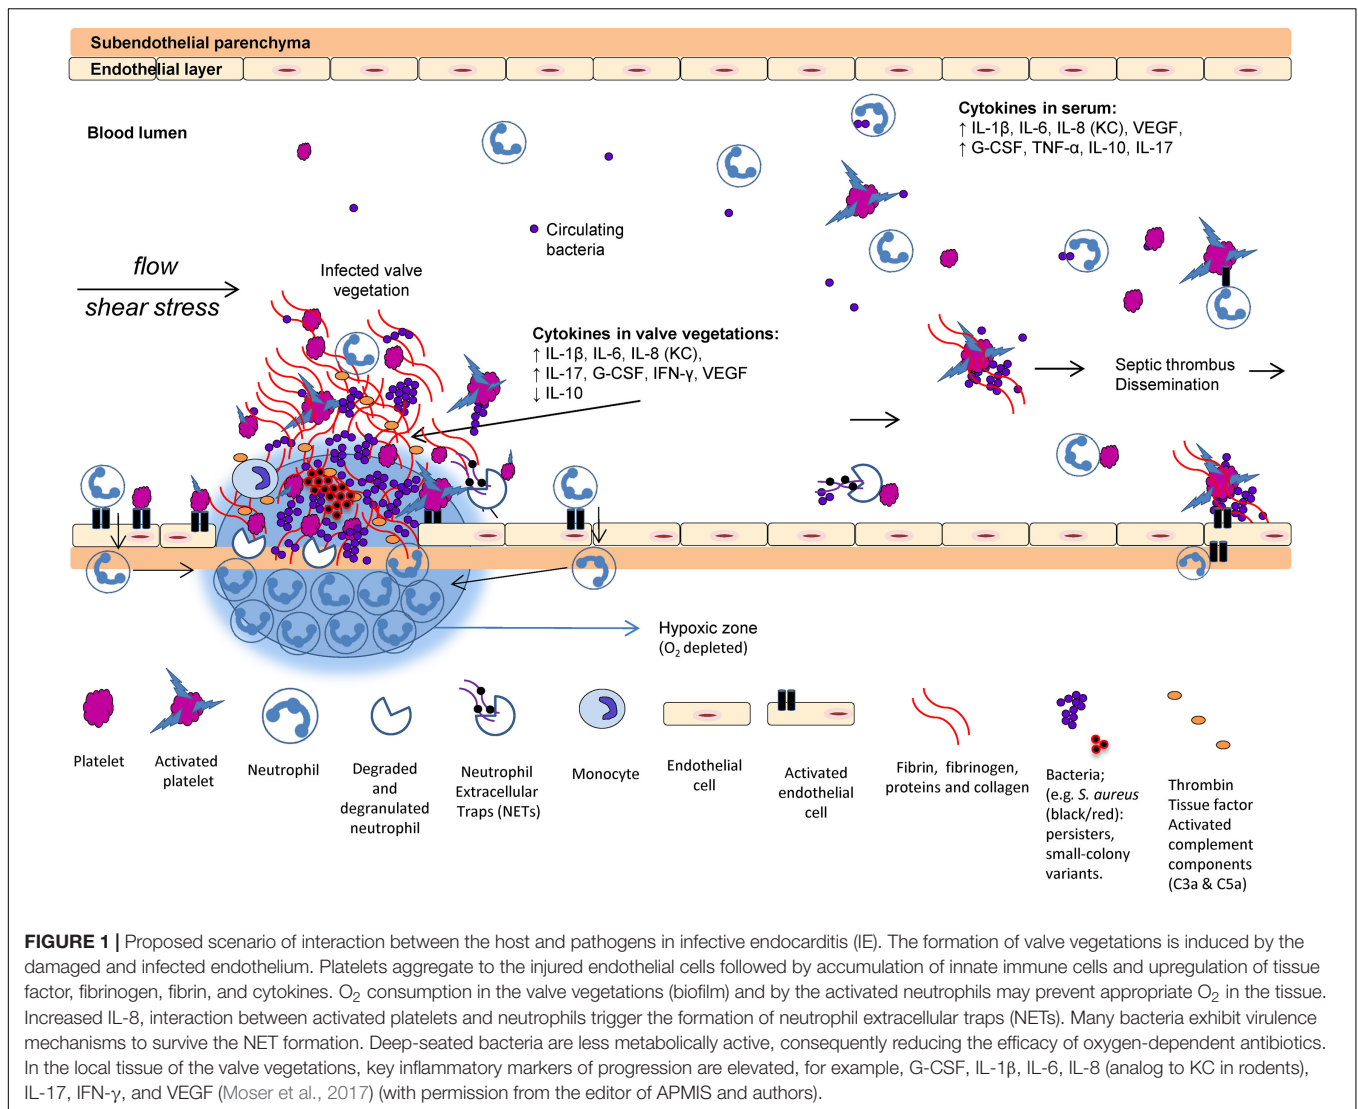 Subendothelial parenchyma
Endothelial layer
Blood lumen
Cytokines in serum:
↑ IL-1β, IL-6, IL-8 (KC), VEGF,
↑ G-CSF, TNF-α, IL-10, IL-17
Circulating
bacteria
flow
shear stress
Infected valve
vegetation
Cytokines in valve vegetations:
↑ IL-1β, IL-6, IL-8 (KC),
↑ IL-17, G-CSF, IFN-γ, VEGF
↓ IL-10
Septic thrombus
Dissemination
Hypoxic zone
(O₂ depleted)
Platelet
Activated
platelet
Neutrophil
Degraded
and
degranulated
neutrophil
Neutrophil
Extracellular
Traps (NETs)
Monocyte
Endothelial
cell
Activated
endothelial
cell
Fibrin, fibrinogen,
proteins and collagen
Bacteria;
(e.g. S. aureus
(black/red):
persisters,
small-colony
variants.
Thrombin
Tissue factor
Activated
complement
components
(C3a & C5a)
FIGURE 1 | Proposed scenario of interaction between the host and pathogens in infective endocarditis (IE). The formation of valve vegetations is induced by the
damaged and infected endothelium. Platelets aggregate to the injured endothelial cells followed by accumulation of innate immune cells and upregulation of tissue
factor, fibrinogen, fibrin, and cytokines. O₂ consumption in the valve vegetations (biofilm) and by the activated neutrophils may prevent appropriate O₂ in the tissue.
Increased IL-8, interaction between activated platelets and neutrophils trigger the formation of neutrophil extracellular traps (NETs). Many bacteria exhibit virulence
mechanisms to survive the NET formation. Deep-seated bacteria are less metabolically active, consequently reducing the efficacy of oxygen-dependent antibiotics.
In the local tissue of the valve vegetations, key inflammatory markers of progression are elevated, for example, G-CSF, IL-1β, IL-6, IL-8 (analog to KC in rodents),
IL-17, IFN-γ, and VEGF (Moser et al., 2017) (with permission from the editor of APMIS and authors).